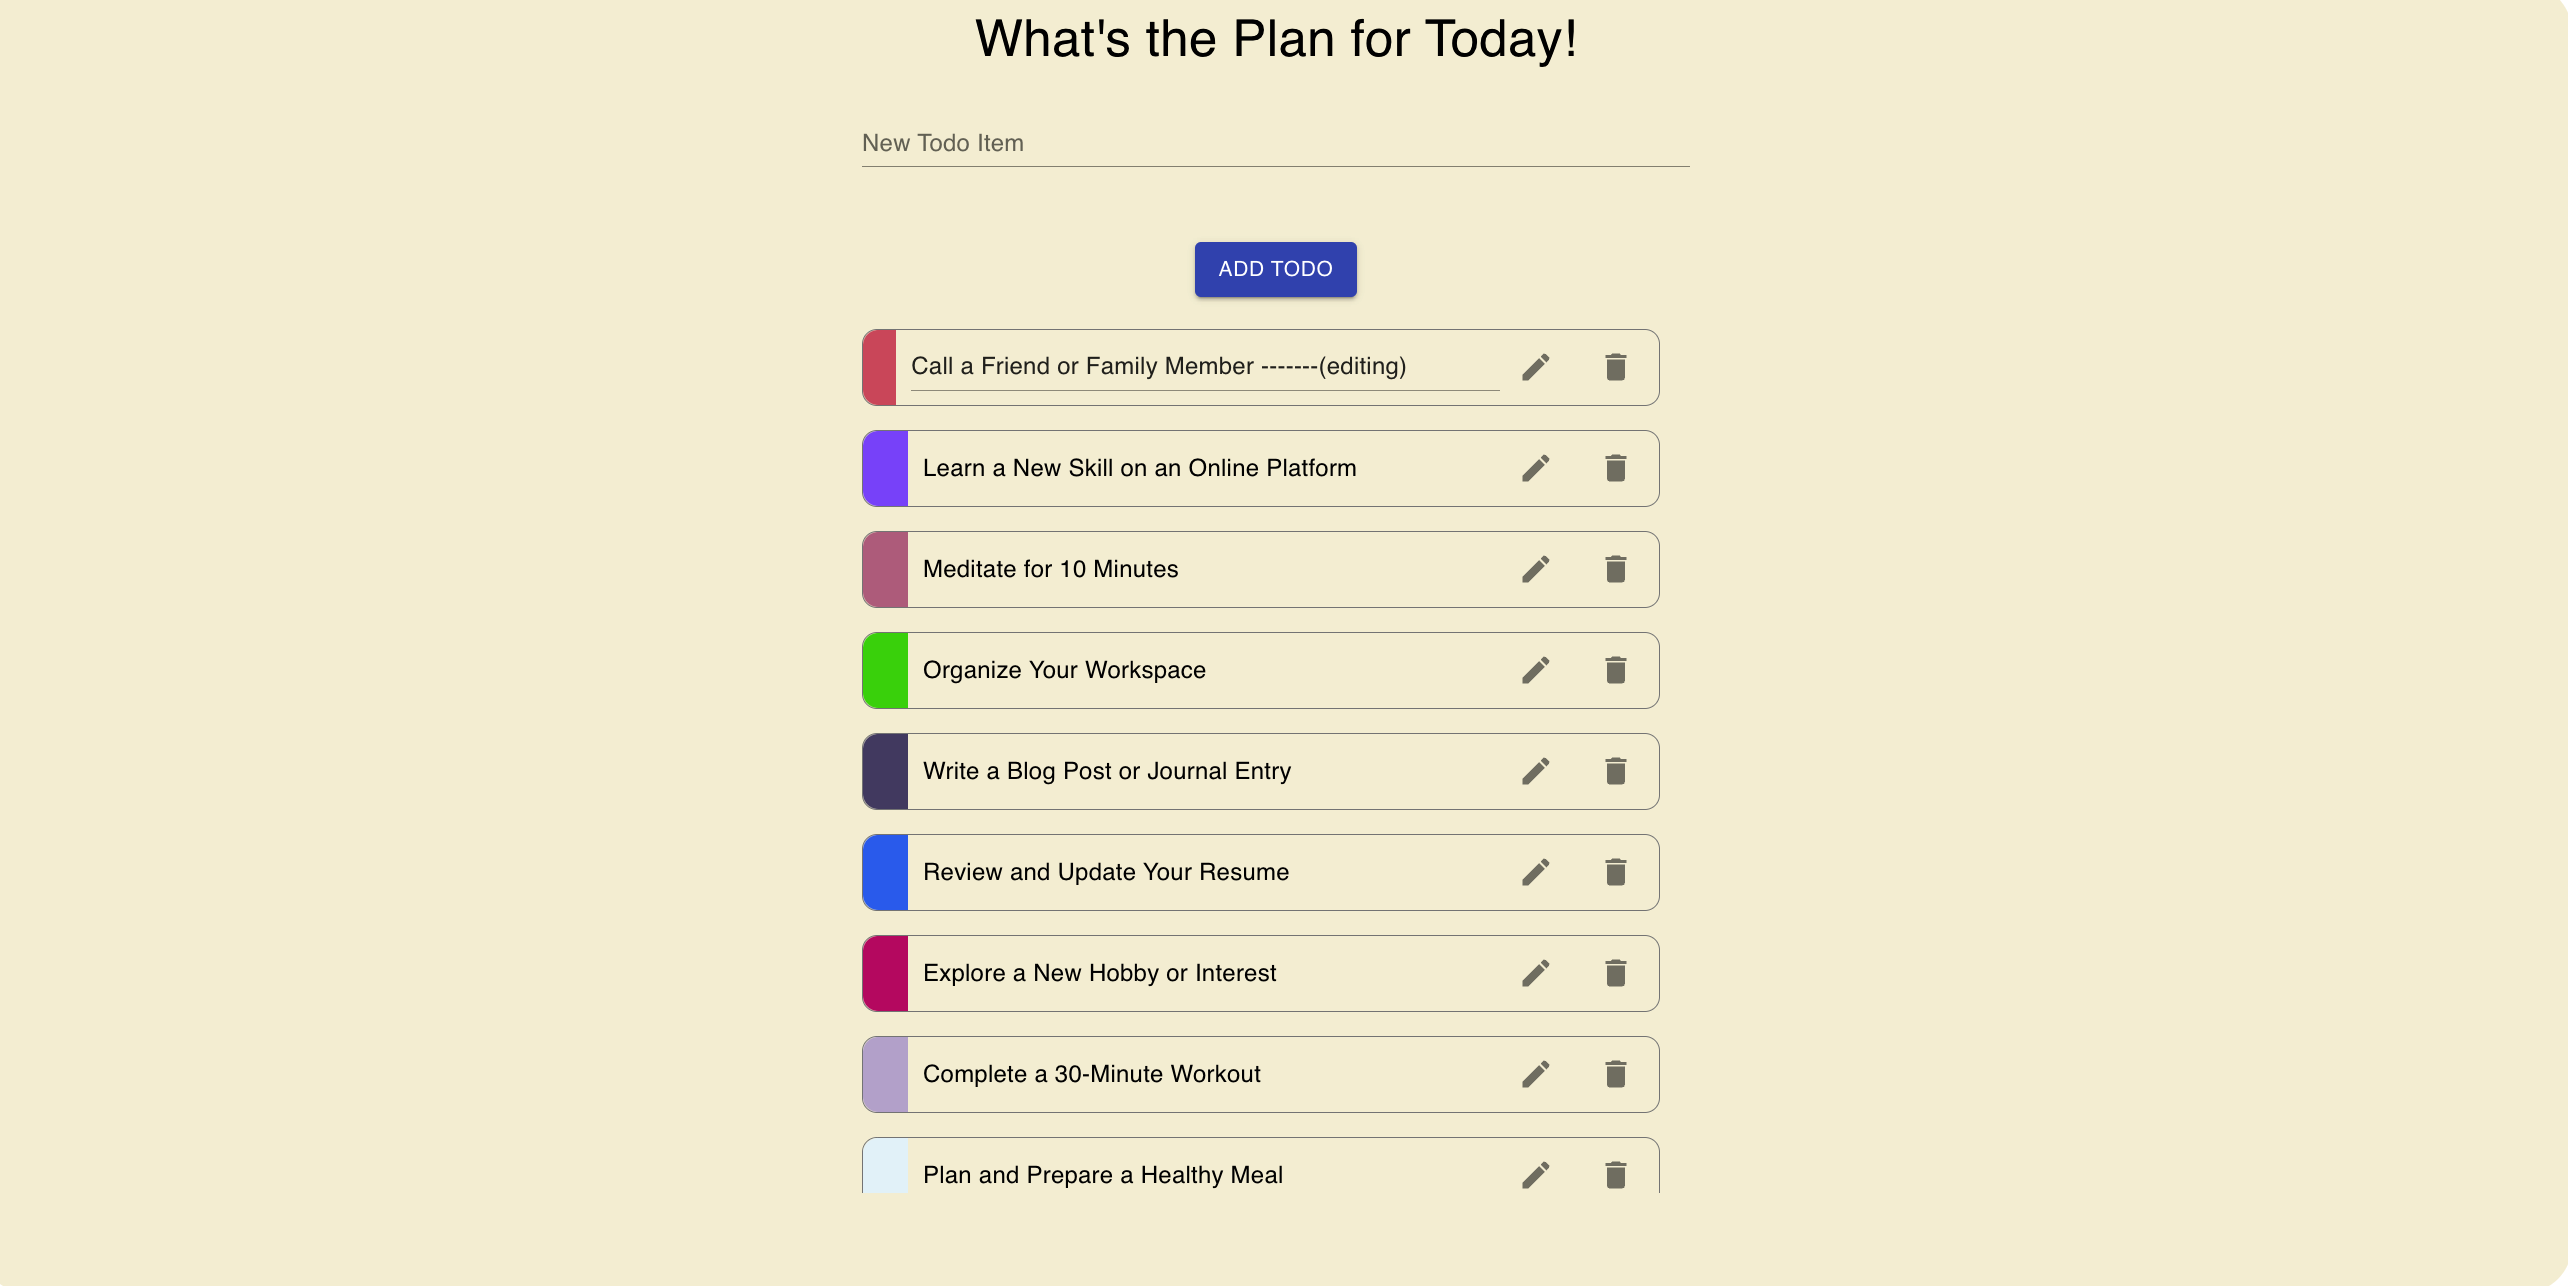 What's the Plan for Today!
New Todo Item
ADD TODO
Call a Friend or Family Member -------(editing)
Learn a New Skill on an Online Platform
Meditate for 10 Minutes
Organize Your Workspace
Write a Blog Post or Journal Entry
Review and Update Your Resume
Explore a New Hobby or Interest
Complete a 30-Minute Workout
Plan and Prepare a Healthy Meal